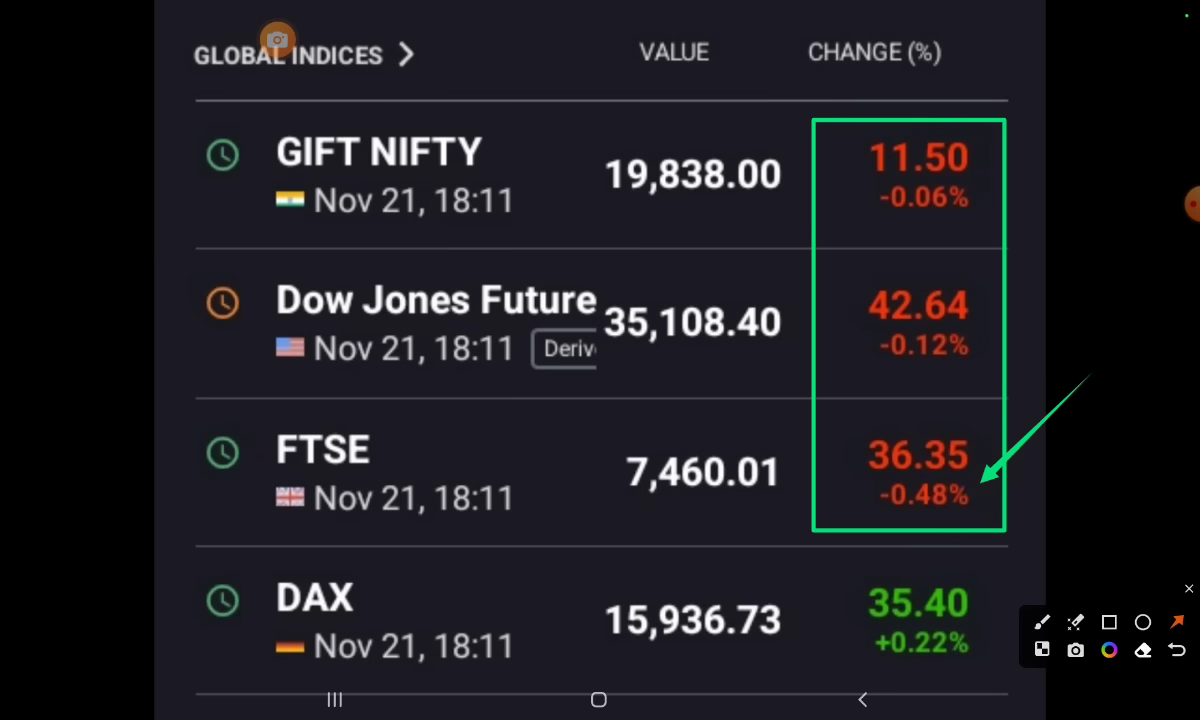 GLOBAL INDICES
VALUE
CHANGE (%)
GIFT NIFTY
19,838.00
11.50
Nov 21, 18:11
-0.06%
Dow Jones Future
35,108.40
42.64
Nov 21, 18:11
Deriv
-0.12%
FTSE
7,460.01
36.35
Nov 21, 18:11
-0.48%
DAX
15,936.73
35.40
Nov 21, 18:11
+0.22%